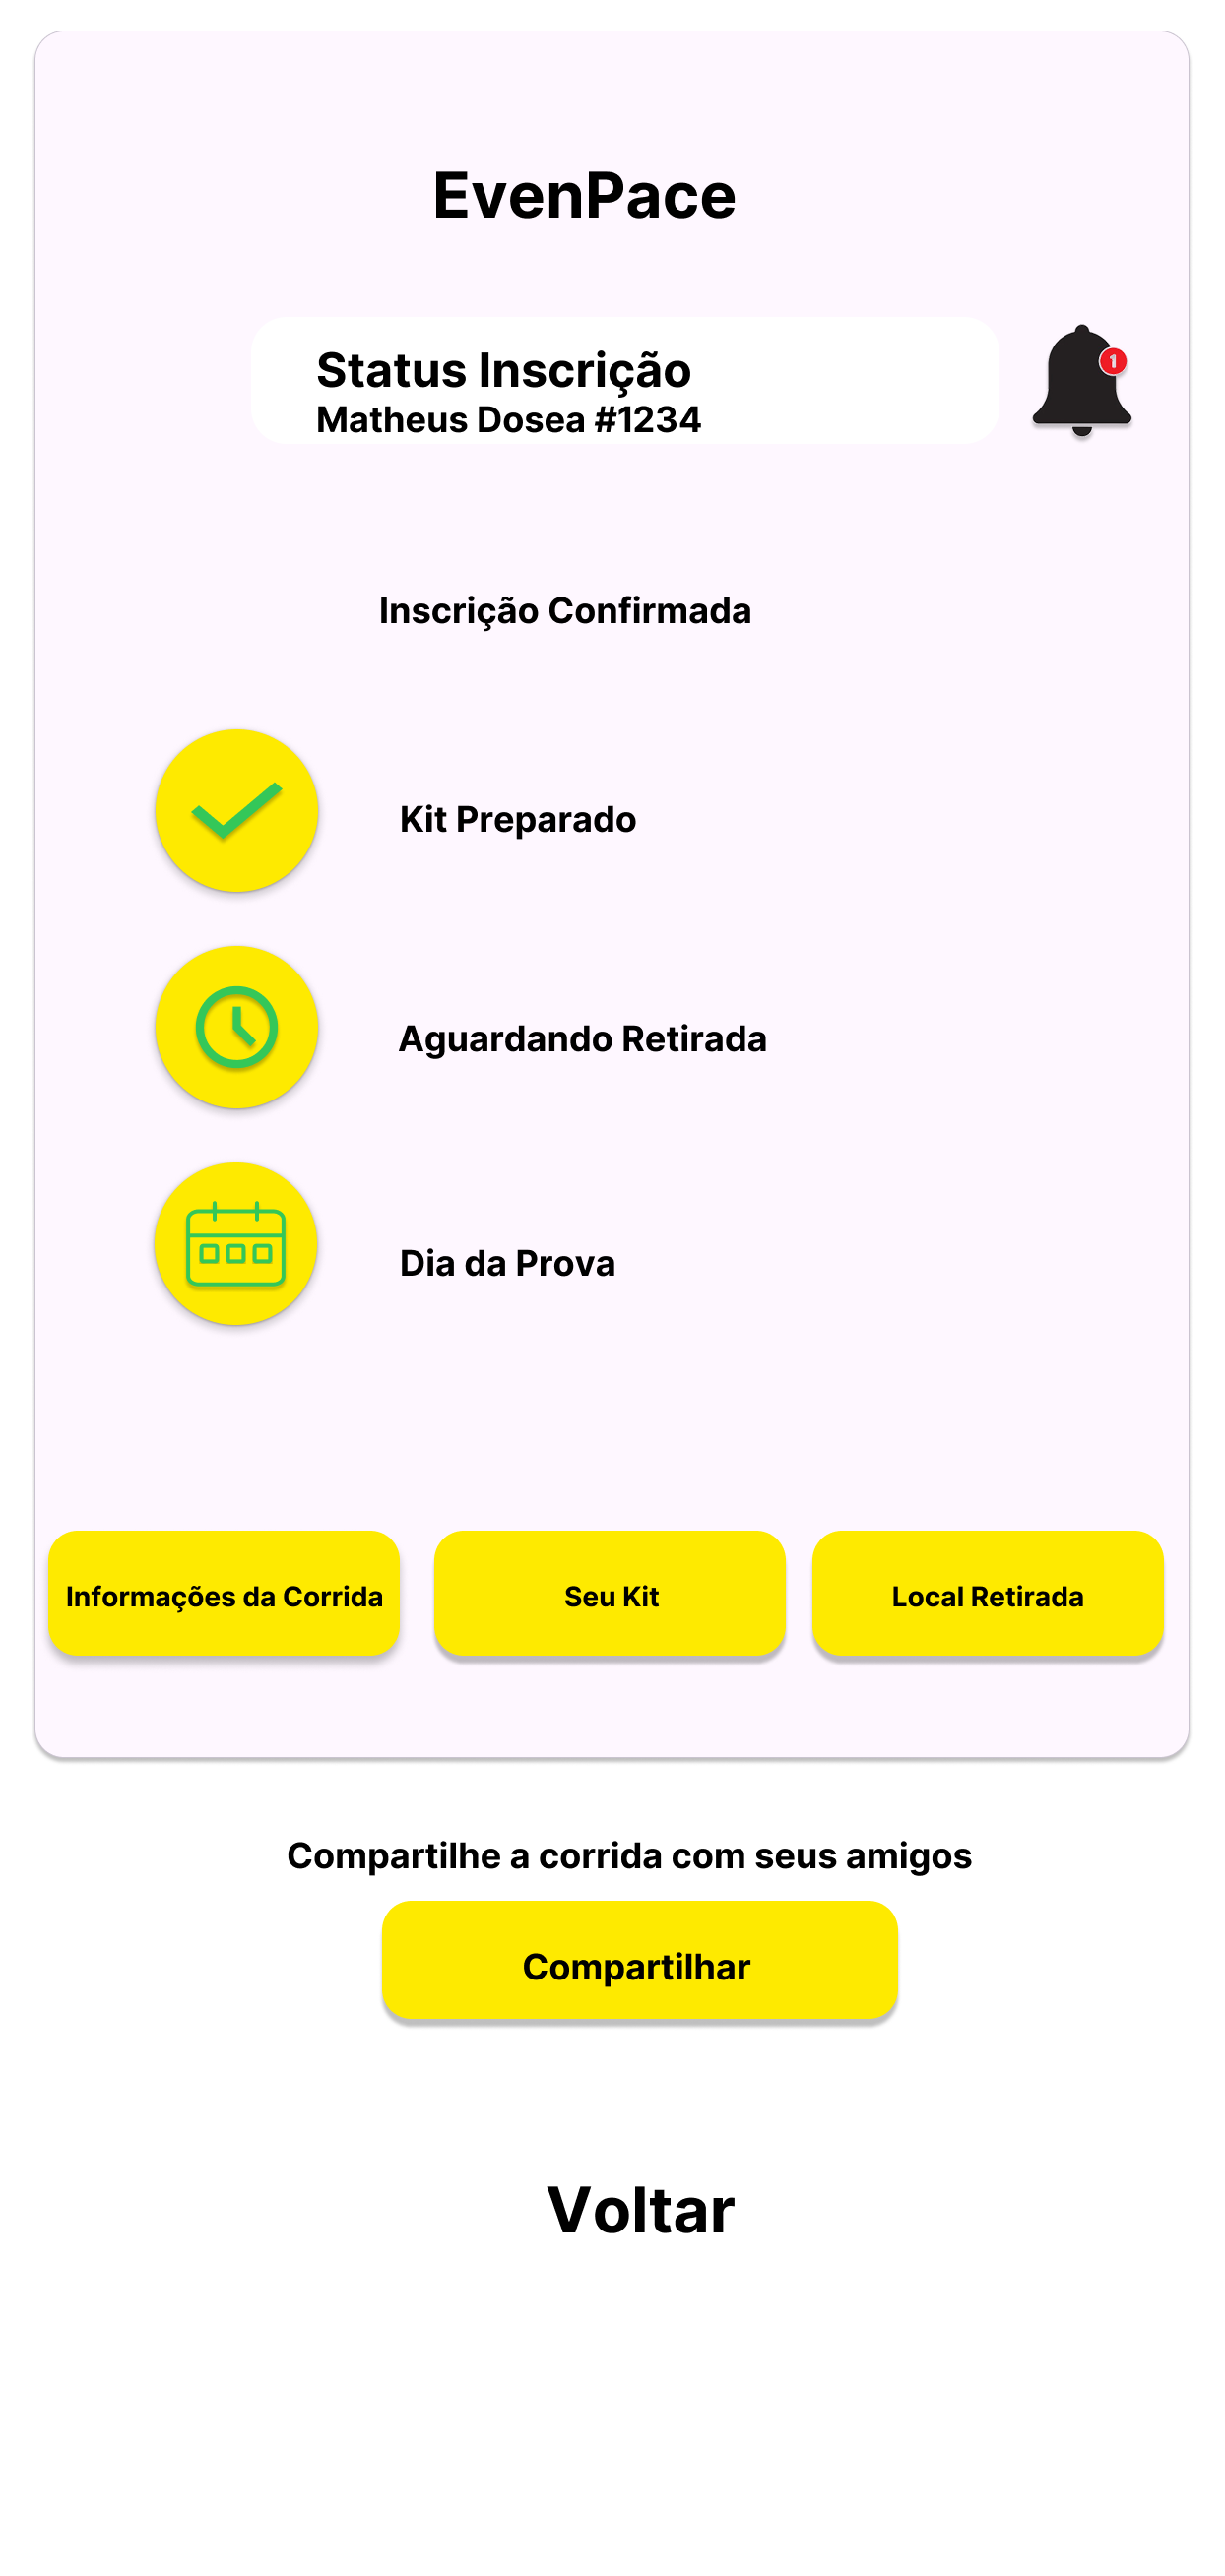 EvenPace
Status Inscrição
1
Matheus Dosea #1234
Inscrição Confirmada
Kit Preparado
Aguardando Retirada
Dia da Prova
Informações da Corrida
Seu Kit
Local Retirada
Compartilhe a corrida com seus amigos
Compartilhar
Voltar